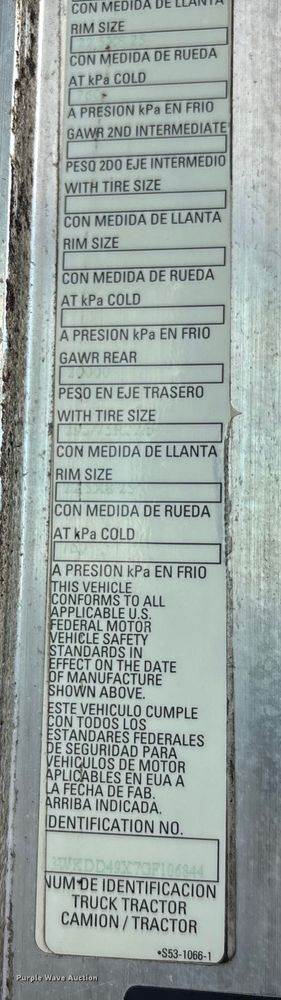 CON MEDIDA DE LLANTA
RIM SIZE
CON MEDIDA DE RUEDA
AT kPa COLD
A PRESION kPa EN FRIO
GAWR 2ND INTERMEDIATE
PESO 2DO EJE INTERMEDIO
WITH TIRE SIZE
CON MEDIDA DE LLANTA
RIM SIZE
CON MEDIDA DE RUEDA
AT kPa COLD
A PRESION kPa EN FRIO
GAWR REAR
PESO EN EJE TRASERO
WITH TIRE SIZE
CON MEDIDA DE LLANTA
RIM SIZE
CON MEDIDA DE RUEDA
AT kPa COLD
A PRESION kPa EN FRIO
THIS VEHICLE
CONFORMS TO ALL
APPLICABLE U.S.
FEDERAL MOTOR
VEHICLE SAFETY
STANDARDS IN
EFFECT ON THE DATE
OF MANUFACTURE
SHOWN ABOVE.
ESTE VEHICULO CUMPLE
CON TODOS LOS
ESTANDARES FEDERALES
DE SEGURIDAD PARA
VEHICULOS DE MOTOR
APLICABLES EN EUA A
LA FECHA DE FAB.
ARRIBA INDICADA.
IDENTIFICATION NO.
NUM DE IDENTIFICACION
TRUCK TRACTOR
CAMION / TRACTOR
•S53-1066-1
Purple Wave Auction